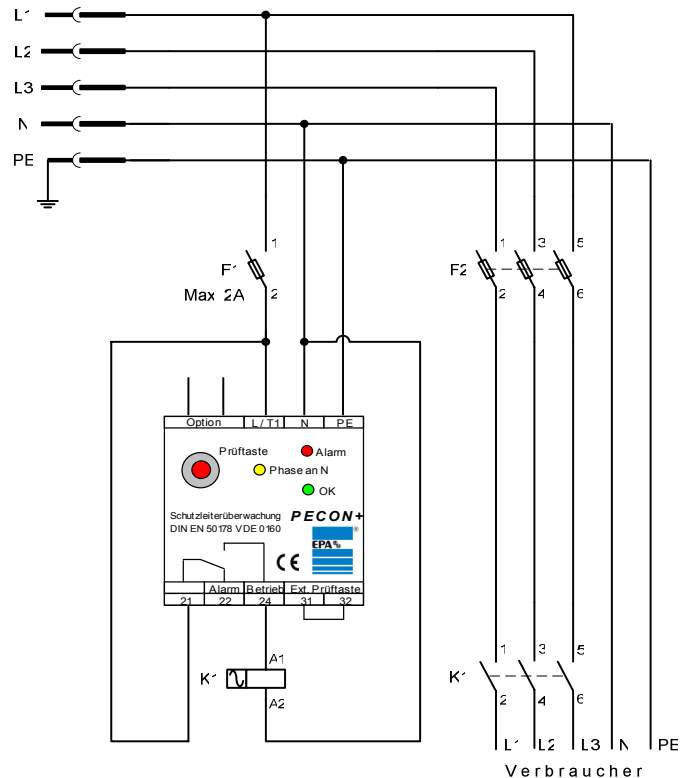 L1
L2
L3
N
PE
1
F1
Max 2A
2
1 3 5
F2
2 4 6
Option L/T1 N PE
Prüftaste
Alarm
Phase an N
OK
Schutzleiterüberwachung
DIN EN 50178 VDE 0160
PECON+
®
EPA
CE
Alarm Betrieb Ext. Prüftaste
21 22 24 31 32
A1
K1
A2
1 3 5
K1
2 4 6
L1 L2 L3 N PE
Verbraucher